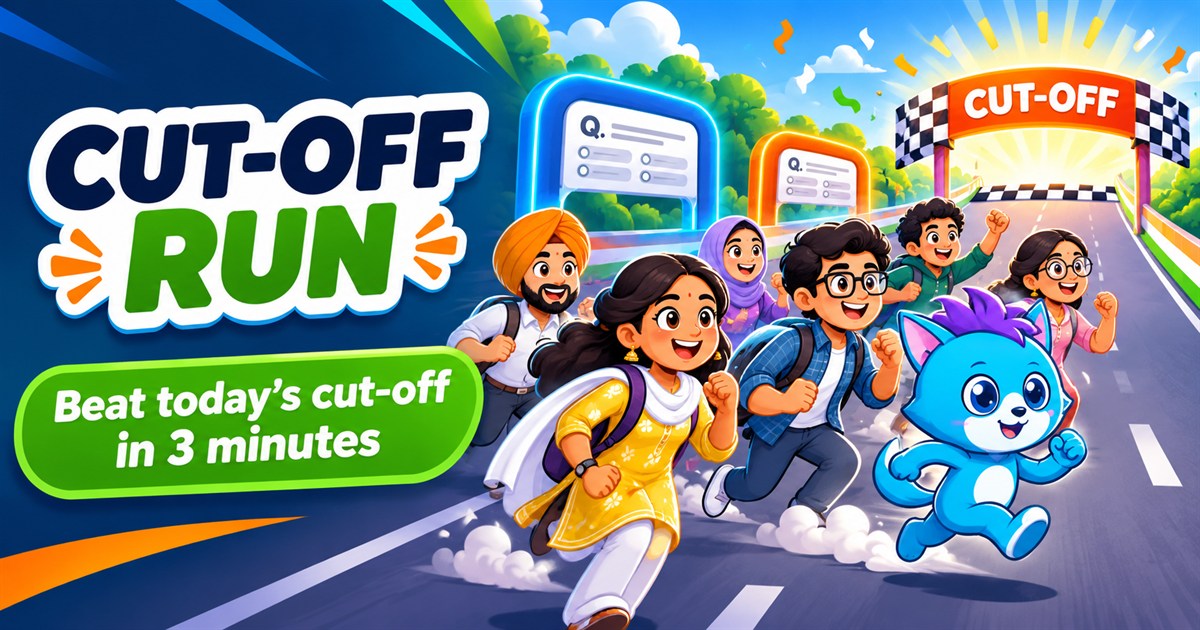 CUT-OFF
RUN
Beat today's cut-off
in 3 minutes
Q.
Q.
CUT-OFF